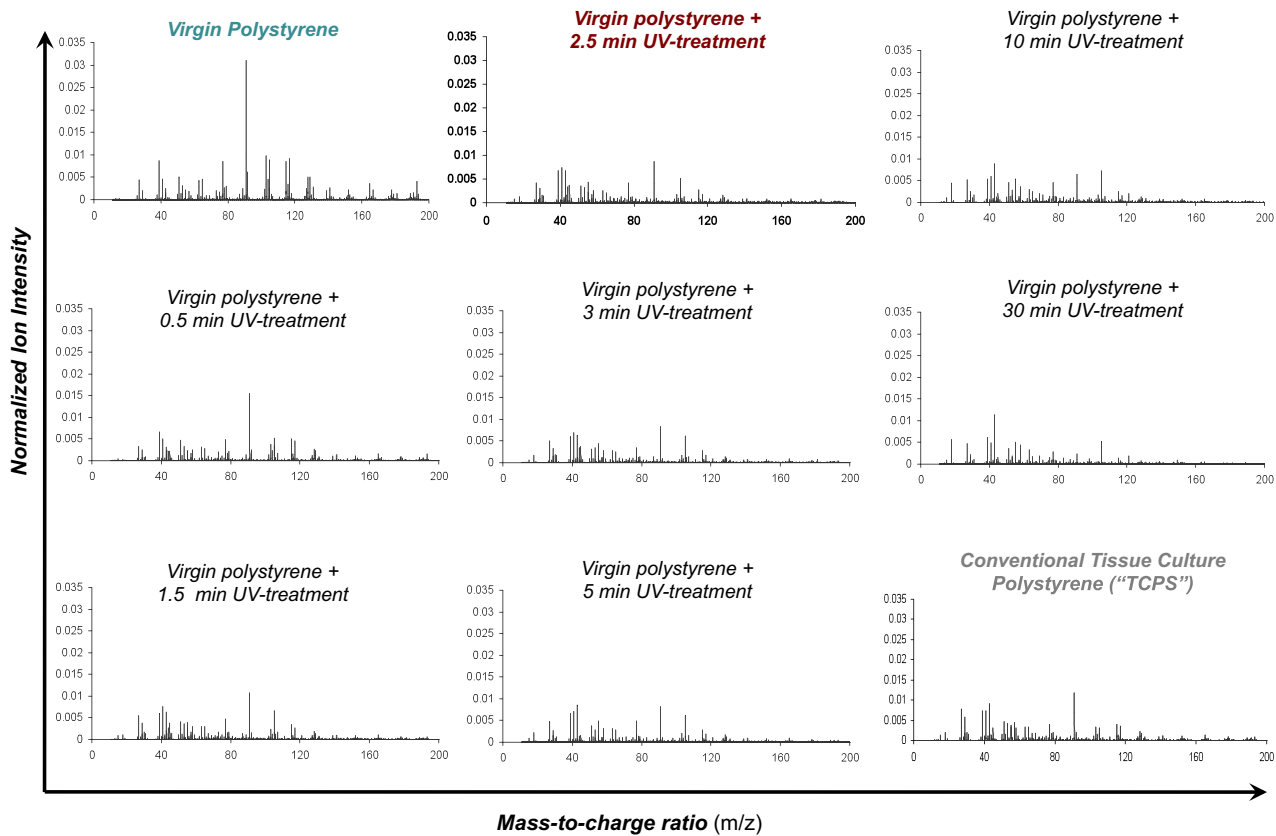 Normalized Ion Intensity
Virgin Polystyrene
0.035
0.03
0.025
0.02
0.015
0.01
0.005
0
0 40 80 120 160 200
Virgin polystyrene +
2.5 min UV-treatment
0.035
0.03
0.025
0.02
0.015
0.01
0.005
0
0 40 80 120 160 200
Virgin polystyrene +
10 min UV-treatment
0.035
0.03
0.025
0.02
0.015
0.01
0.005
0
0 40 80 120 160 200
Virgin polystyrene +
0.5 min UV-treatment
0.035
0.03
0.025
0.02
0.015
0.01
0.005
0
0 40 80 120 160 200
Virgin polystyrene +
3 min UV-treatment
0.035
0.03
0.025
0.02
0.015
0.01
0.005
0
0 40 80 120 160 200
Virgin polystyrene +
30 min UV-treatment
0.035
0.03
0.025
0.02
0.015
0.01
0.005
0
0 40 80 120 160 200
Virgin polystyrene +
1.5 min UV-treatment
0.035
0.03
0.025
0.02
0.015
0.01
0.005
0
0 40 80 120 160 200
Virgin polystyrene +
5 min UV-treatment
0.035
0.03
0.025
0.02
0.015
0.01
0.005
0
0 40 80 120 160 200
Conventional Tissue Culture
Polystyrene (“TCPS”)
0.035
0.03
0.025
0.02
0.015
0.01
0.005
0
0 40 80 120 160 200
Mass-to-charge ratio (m/z)